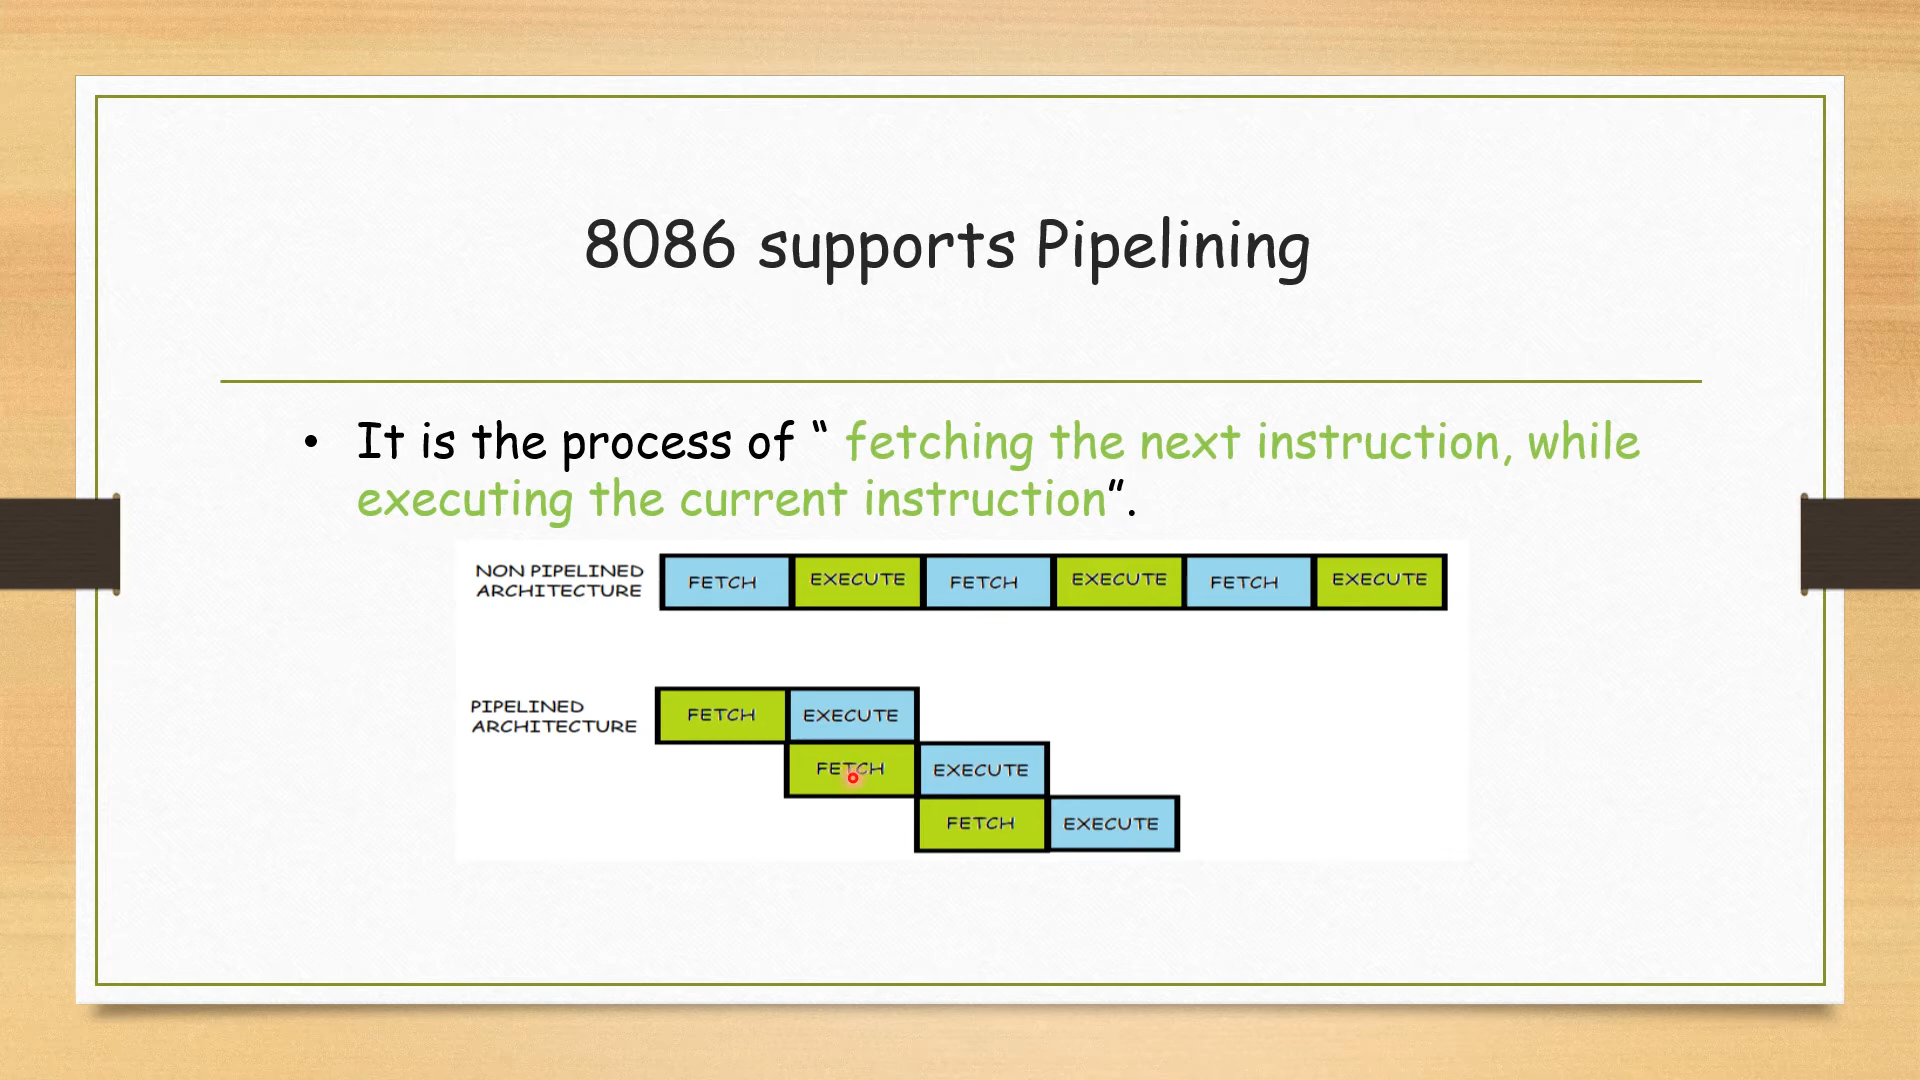 8086 supports Pipelining
• It is the process of “ fetching the next instruction, while
executing the current instruction”.
NON PIPELINED
ARCHITECTURE
FETCH EXECUTE FETCH EXECUTE FETCH EXECUTE
PIPELINED
ARCHITECTURE
FETCH EXECUTE
FETCH EXECUTE
FETCH EXECUTE